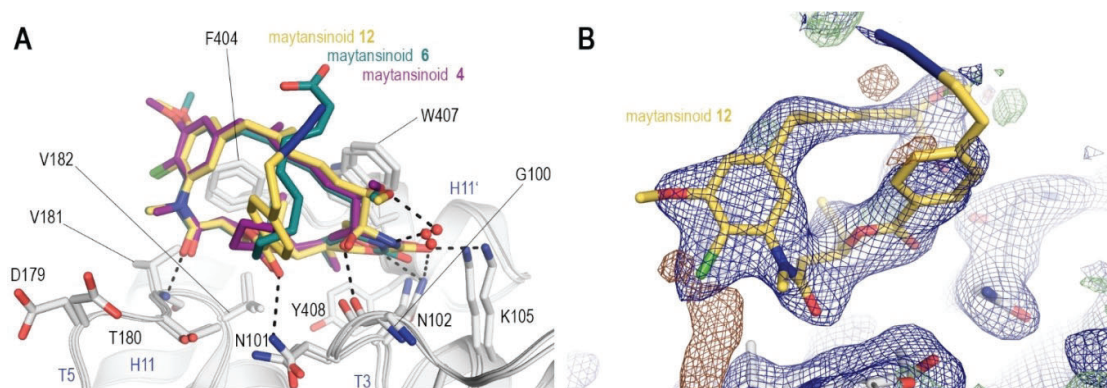 A
F404
maytansinoid 12
maytansinoid 6
maytansinoid 4
W407
V182
G100
H11'
V181
D179
T180
Y408
N102
K105
N101
H11
T5
T3
B
maytansinoid 12